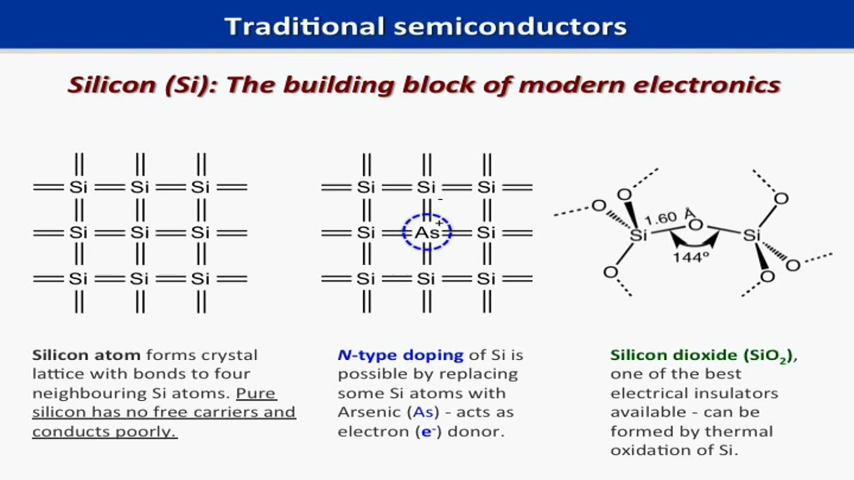 Traditional semiconductors
Silicon (Si): The building block of modern electronics
Si Si Si
Si Si Si
Si Si Si
Si Si Si
-
Si As+ Si
Si Si Si
O O
O 1.60 Å O
Si Si
144º
O O O
Silicon atom forms crystal
lattice with bonds to four
neighbouring Si atoms. Pure
silicon has no free carriers and
conducts poorly.
N-type doping of Si is
possible by replacing
some Si atoms with
Arsenic (As) - acts as
electron (e-) donor.
Silicon dioxide (SiO2),
one of the best
electrical insulators
available - can be
formed by thermal
oxidation of Si.